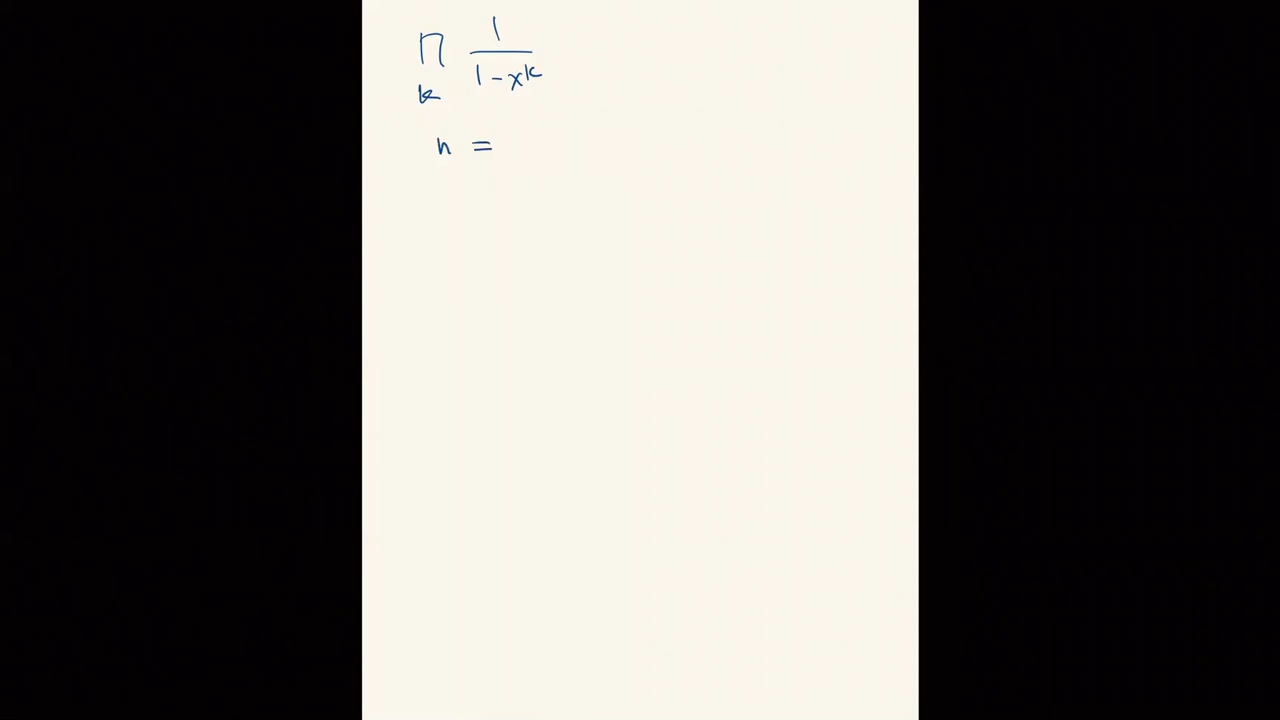 ∏ 1
k 1-x^k
n =